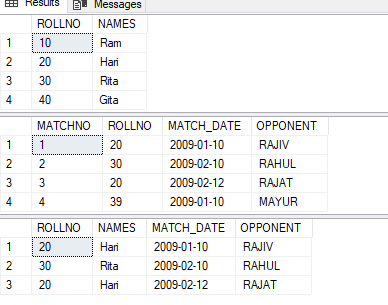 Results Messages
ROLLNO NAMES
1 10 Ram
2 20 Hari
3 30 Rita
4 40 Gita
MATCHNO ROLLNO MATCH_DATE OPPONENT
1 1 20 2009-01-10 RAJIV
2 2 30 2009-02-10 RAHUL
3 3 20 2009-02-12 RAJAT
4 4 39 2009-01-10 MAYUR
ROLLNO NAMES MATCH_DATE OPPONENT
1 20 Hari 2009-01-10 RAJIV
2 30 Rita 2009-02-10 RAHUL
3 20 Hari 2009-02-12 RAJAT